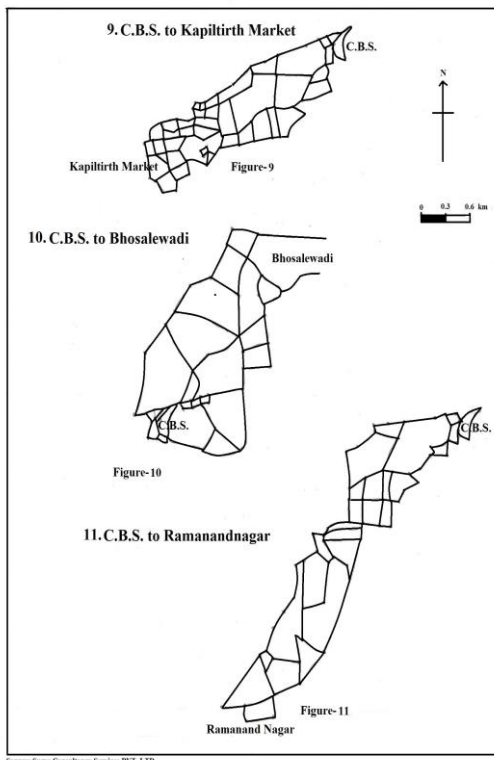 9. C.B.S. to Kapiltirth Market
C.B.S.
N
Kapiltirth Market
Figure-9
0 0.3 0.6 km
10. C.B.S. to Bhosalewadi
Bhosalewadi
C.B.S.
Figure-10
C.B.S.
11. C.B.S. to Ramanandnagar
Figure-11
Ramanand Nagar